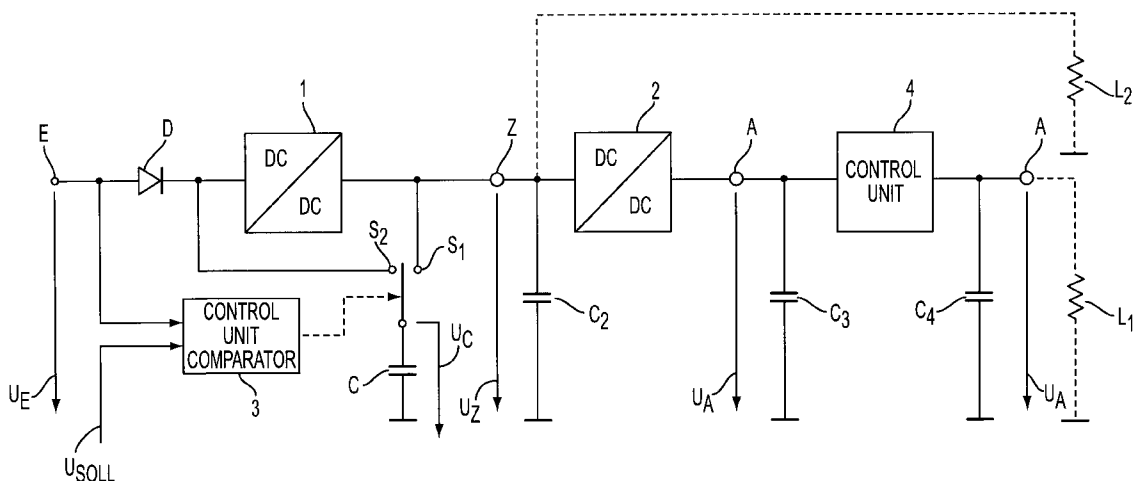 1
2
4
L2
E
D
Z
A
A
DC
DC
DC
DC
CONTROL
UNIT
S2
S1
CONTROL
UNIT
COMPARATOR
3
C
UC
C2
C3
C4
L1
UE
UZ
UA
UA
USOLL